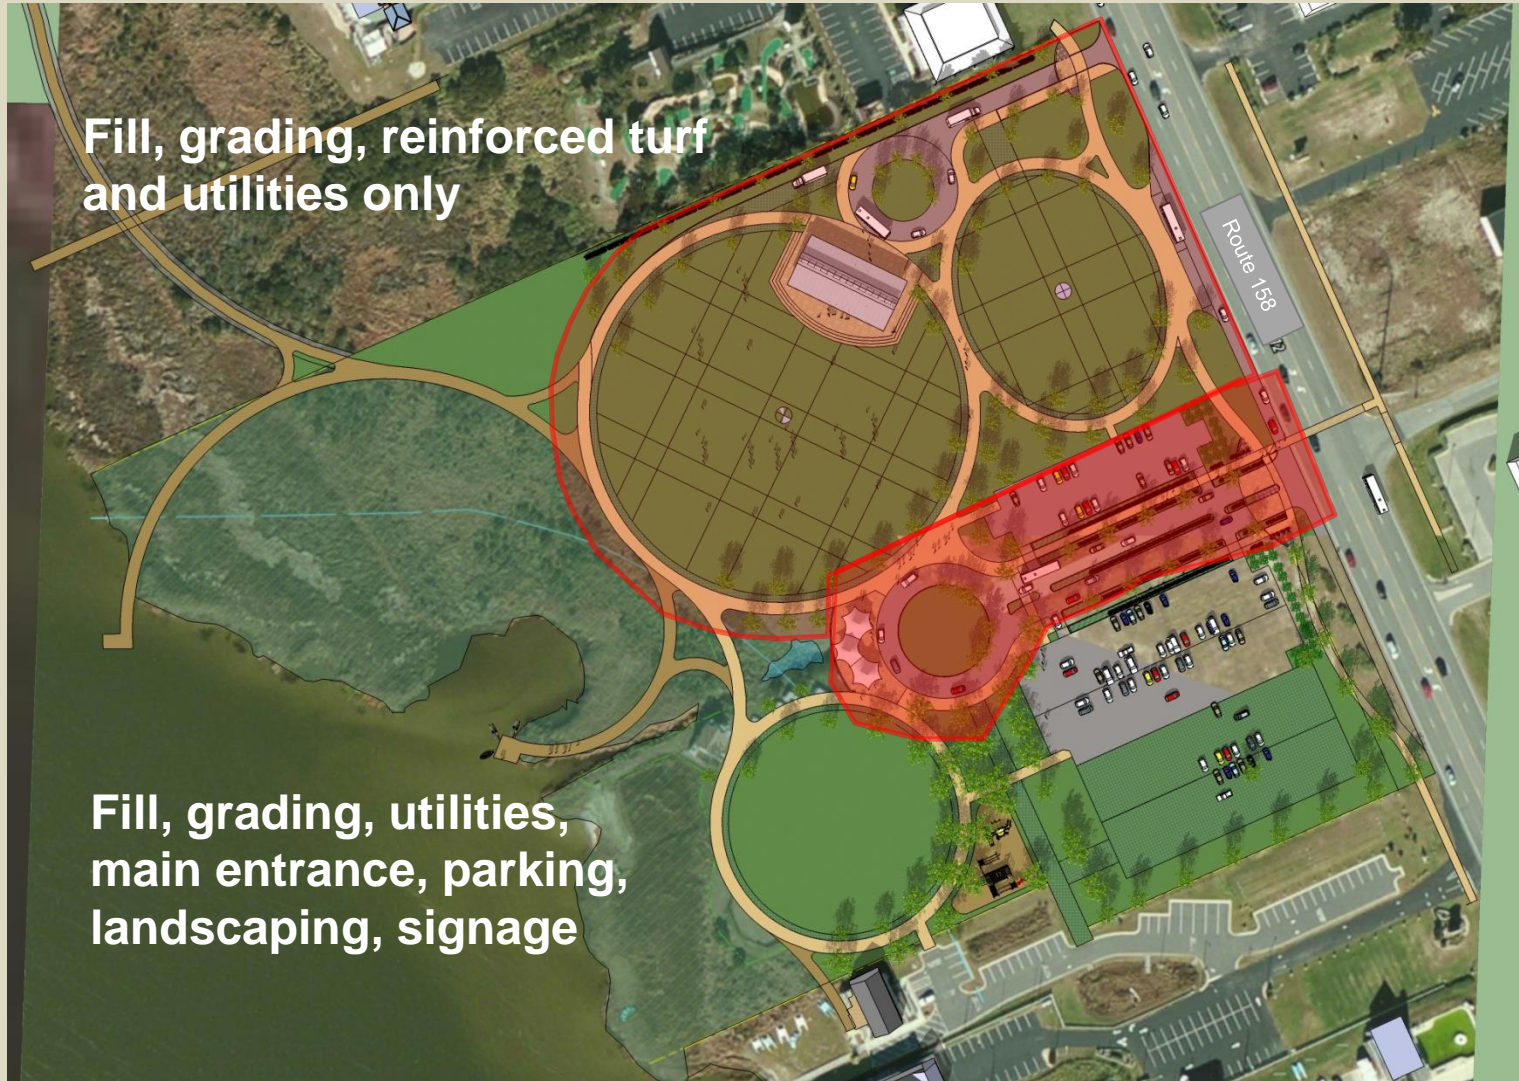 Fill, grading, reinforced turf
and utilities only
Route 158
Fill, grading, utilities,
main entrance, parking,
landscaping, signage